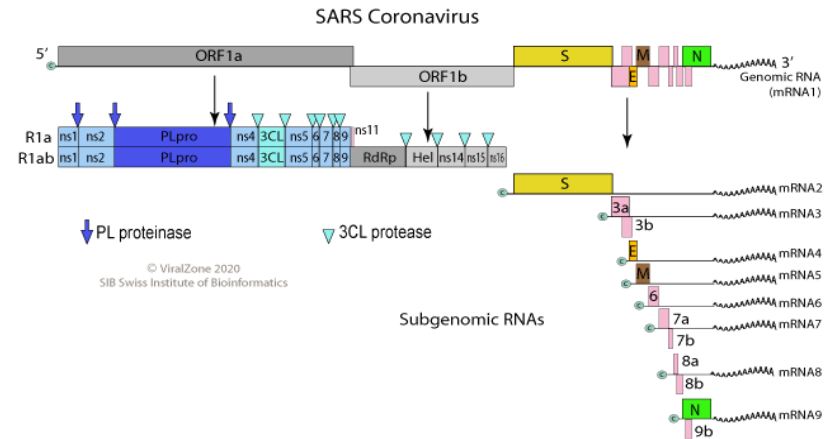 SARS Coronavirus
5′ ORF1a S M N 3′
ORF1b E Genomic RNA
(mRNA1)
R1a ns1 ns2 PLpro ns4 3CL ns5 6 7 8 9 ns11
R1ab ns1 ns2 PLpro ns4 3CL ns5 6 7 8 9 RdRp Hel ns14 ns15 ns16
c S mRNA2
c 3a mRNA3
3b
PL proteinase 3CL protease
c E mRNA4
© ViralZone 2020
SIB Swiss Institute of Bioinformatics
c M mRNA5
c 6 mRNA6
Subgenomic RNAs
c 7a mRNA7
7b
8a
c mRNA8
8b
c N mRNA9
9b